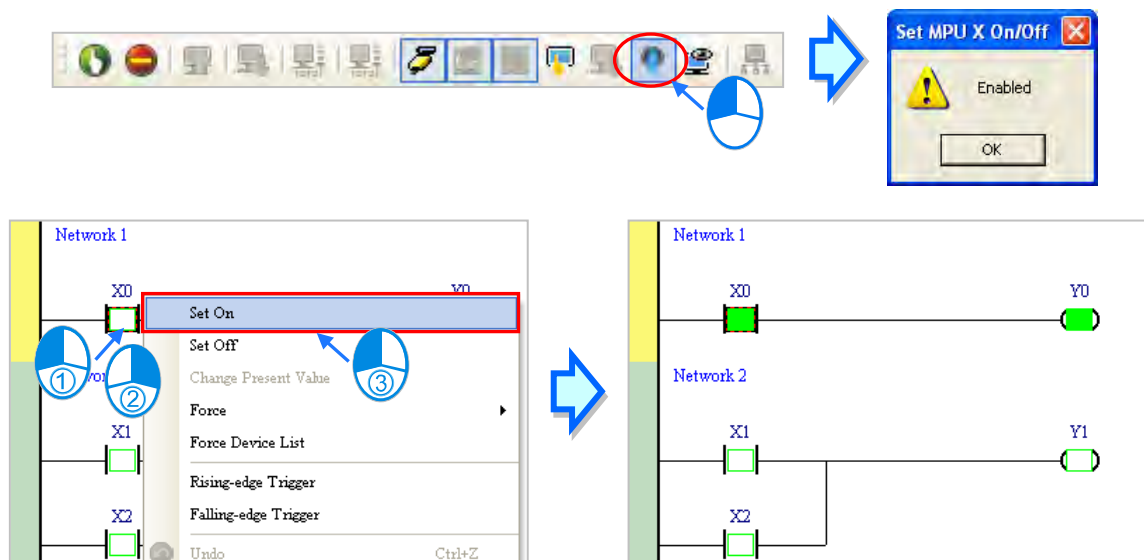 Set MPU X On/Off
Enabled
OK
Network 1
X0
Y0
Set On
Set Off
Change Present Value
Force
Force Device List
Rising-edge Trigger
Falling-edge Trigger
Undo Ctrl+Z
X1
X2
1
2
3
Network 1
X0 Y0
Network 2
X1 Y1
X2